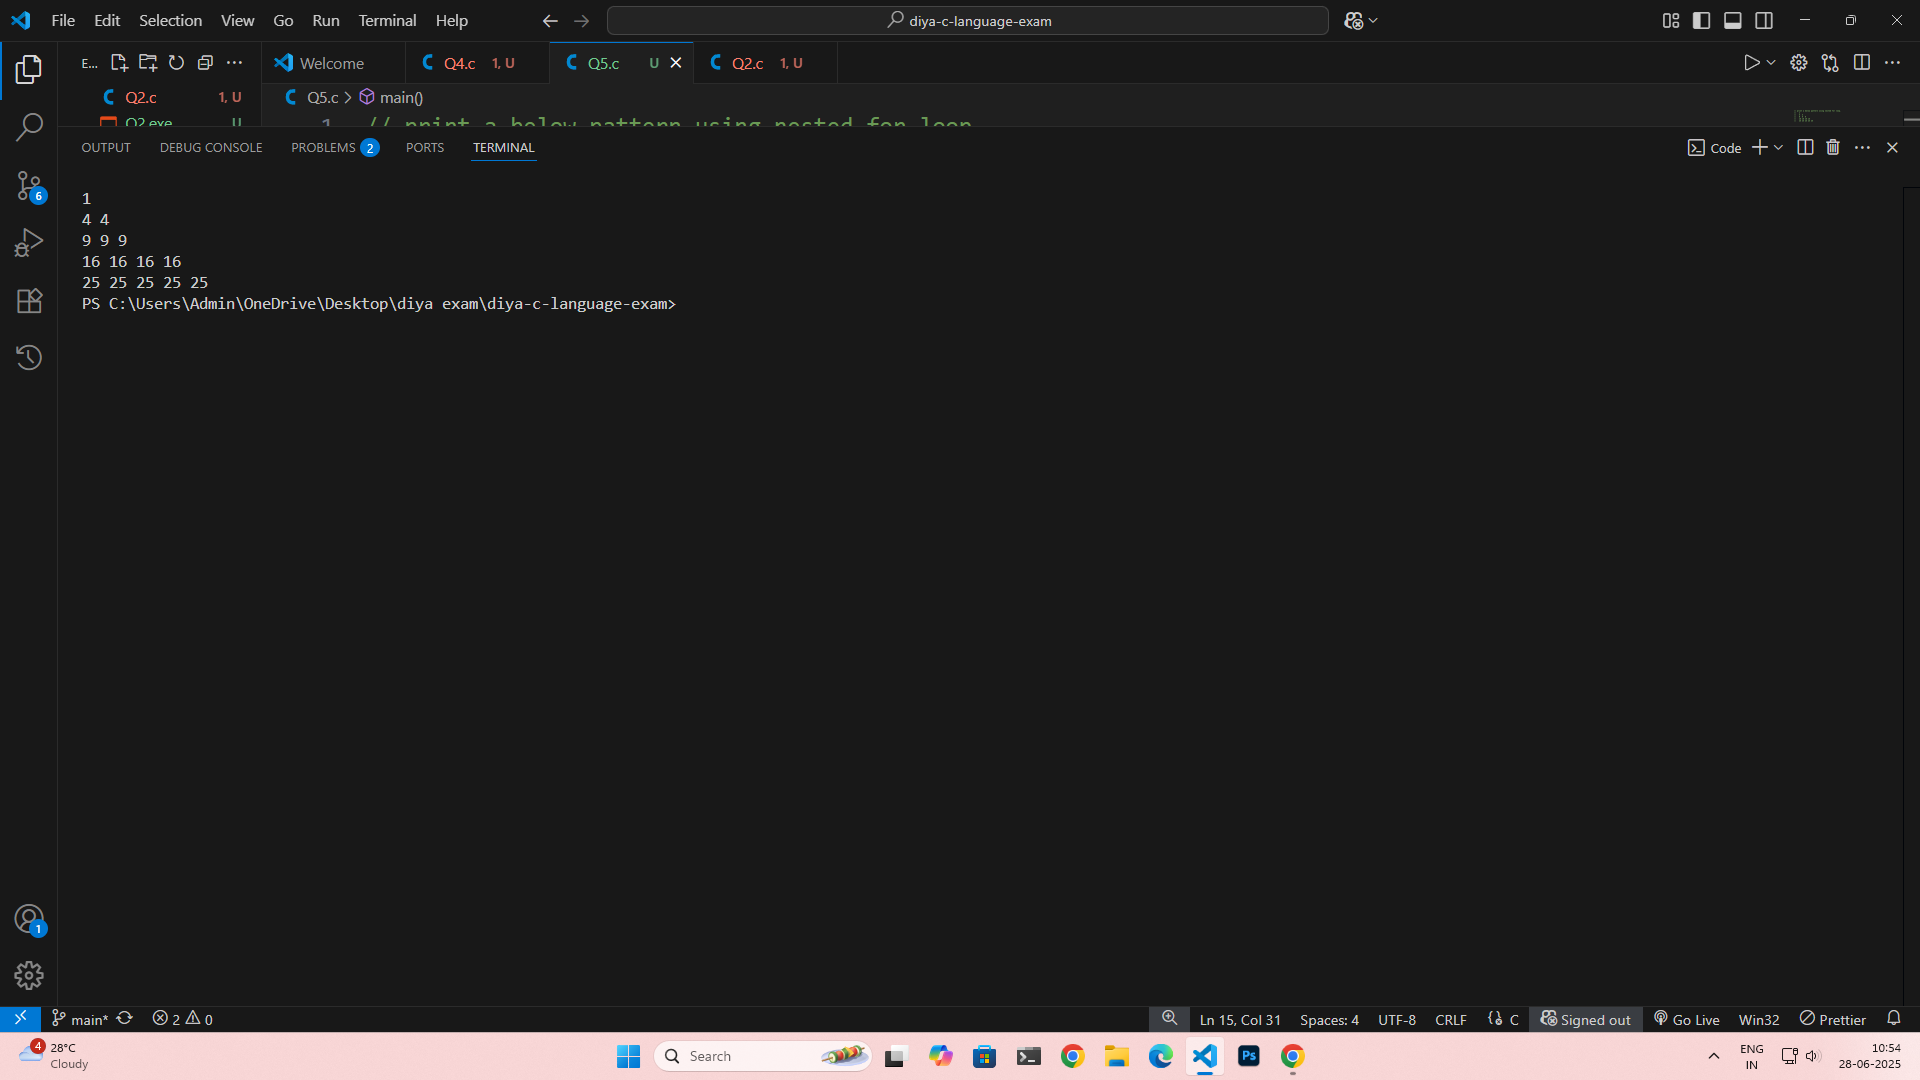 File Edit Selection View Go Run Terminal Help
diya-c-language-exam
E...
Welcome
Q4.c 1, U
Q5.c U
Q2.c 1, U
Q2.c 1, U
Q5.c > main()
Q2.exe U
1 // print a below pattern using nested for loop
OUTPUT DEBUG CONSOLE PROBLEMS 2 PORTS TERMINAL
Code
1
4 4
9 9 9
16 16 16 16
25 25 25 25 25
PS C:\Users\Admin\OneDrive\Desktop\diya exam\diya-c-language-exam>
6
1
main* 2 0
Ln 15, Col 31 Spaces: 4 UTF-8 CRLF {} C Signed out Go Live Win32 Prettier
4 28°C
Cloudy
Search
Ps
ENG
IN
10:54
28-06-2025